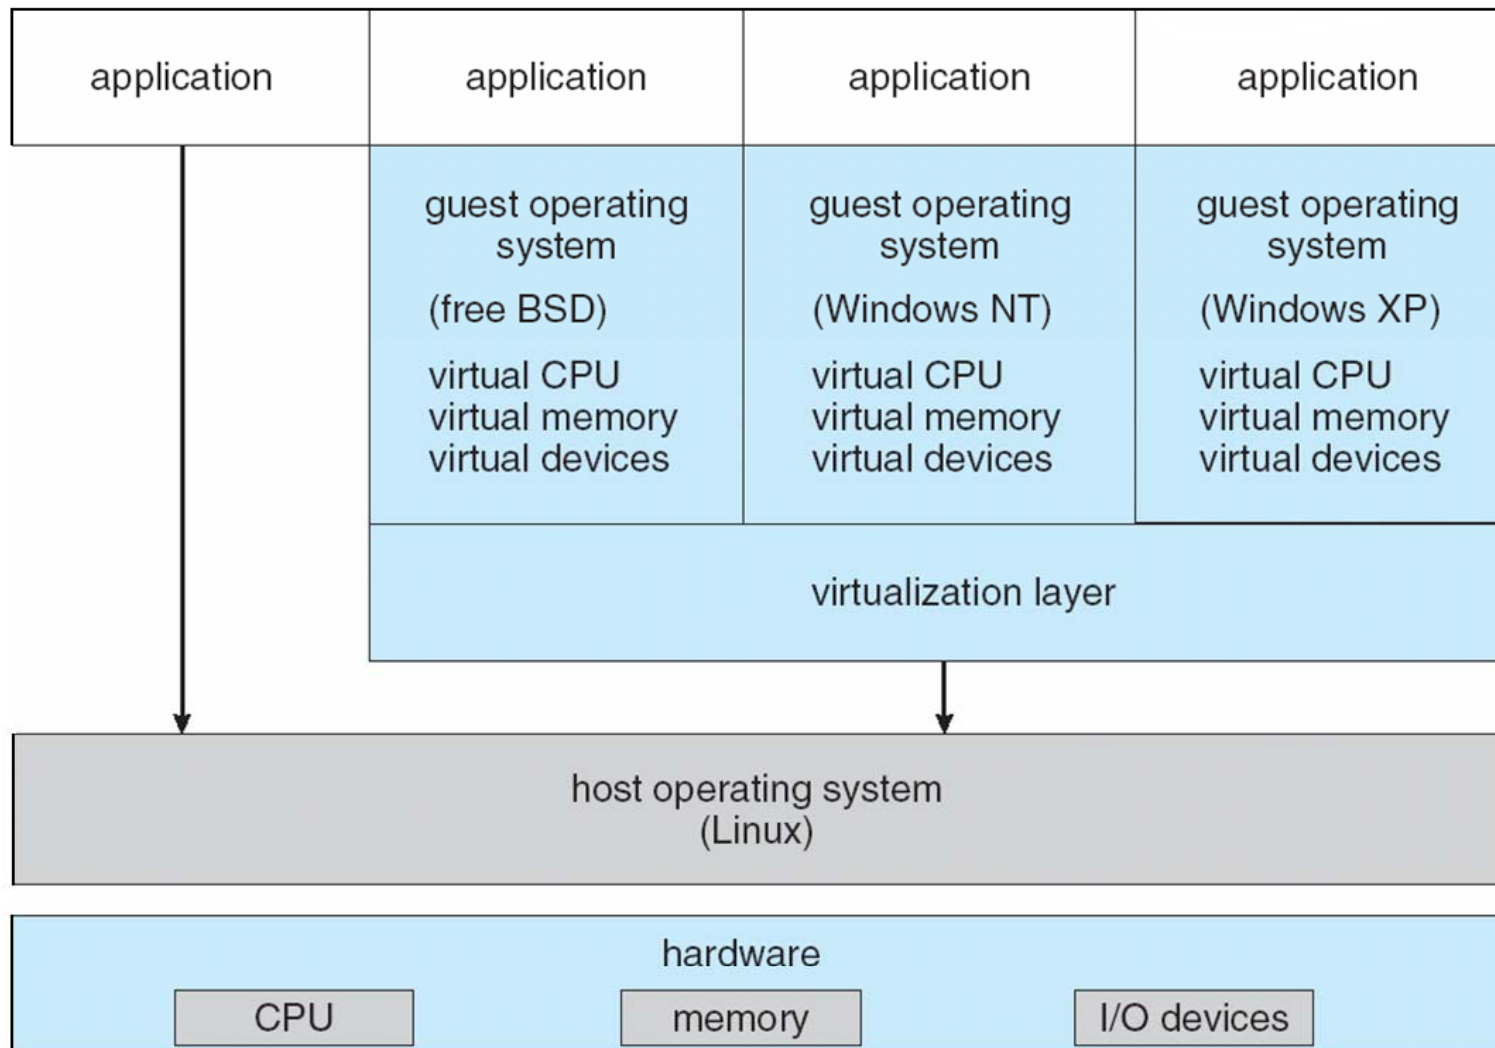 application
application
application
application
guest operating
system
(free BSD)
virtual CPU
virtual memory
virtual devices
guest operating
system
(Windows NT)
virtual CPU
virtual memory
virtual devices
guest operating
system
(Windows XP)
virtual CPU
virtual memory
virtual devices
virtualization layer
host operating system
(Linux)
hardware
CPU
memory
I/O devices